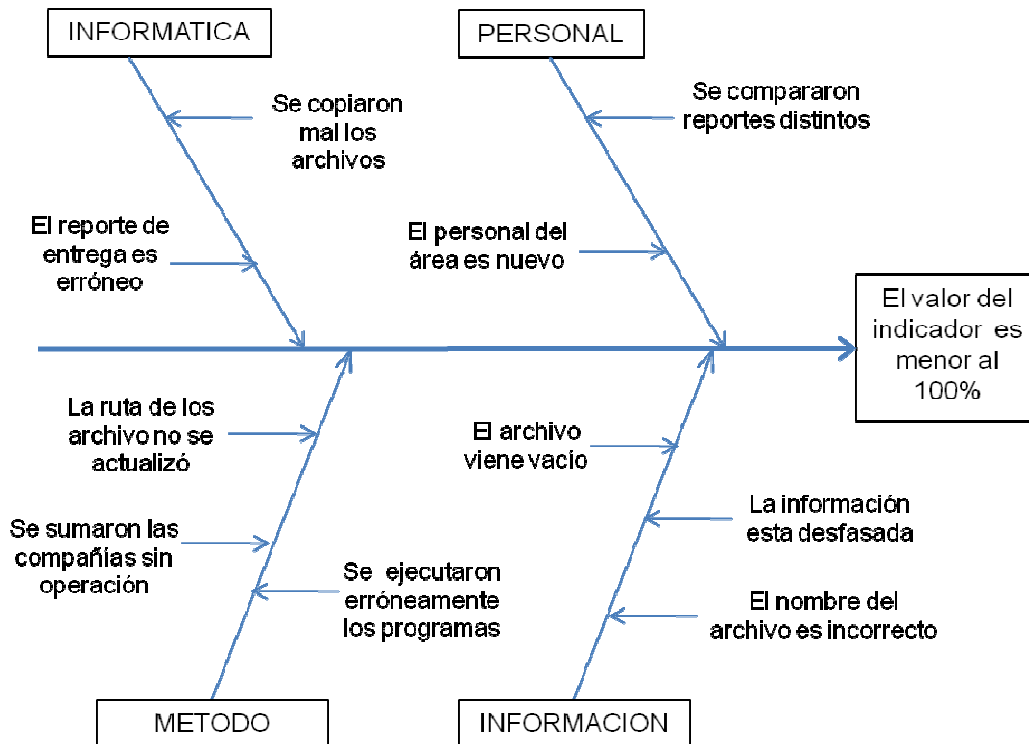 INFORMATICA
PERSONAL
Se copiaron
mal los
archivos
Se compararon
reportes distintos
El reporte de
entrega es
erróneo
El personal del
área es nuevo
El valor del
indicador es
menor al
100%
La ruta de los
archivo no se
actualizó
El archivo
viene vacío
Se sumaron las
compañías sin
operación
La información
esta desfasada
Se ejecutaron
erróneamente
los programas
El nombre del
archivo es incorrecto
METODO
INFORMACION